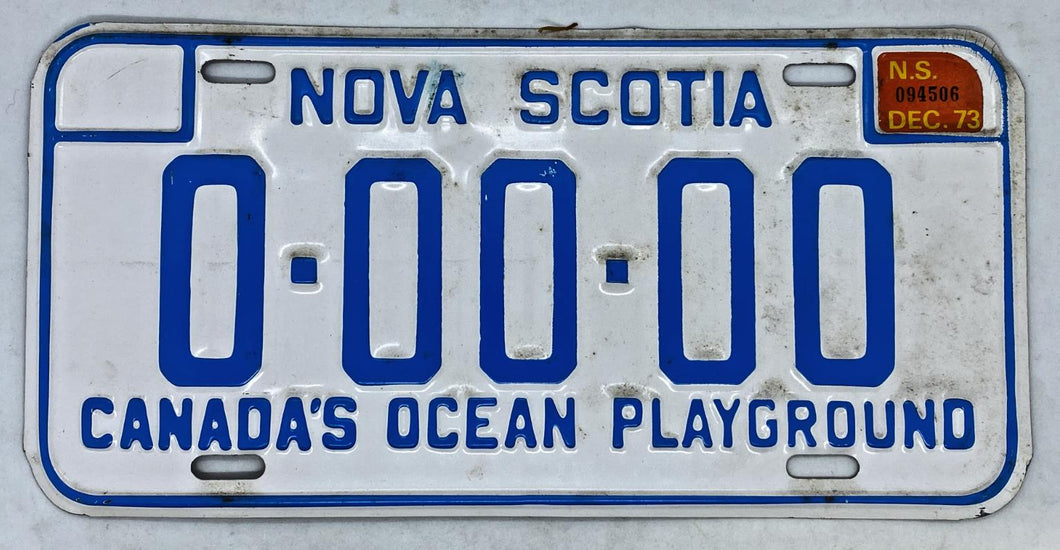 NOVA SCOTIA
N.S.
094506
DEC. 73
0·00·00
CANADA'S OCEAN PLAYGROUND